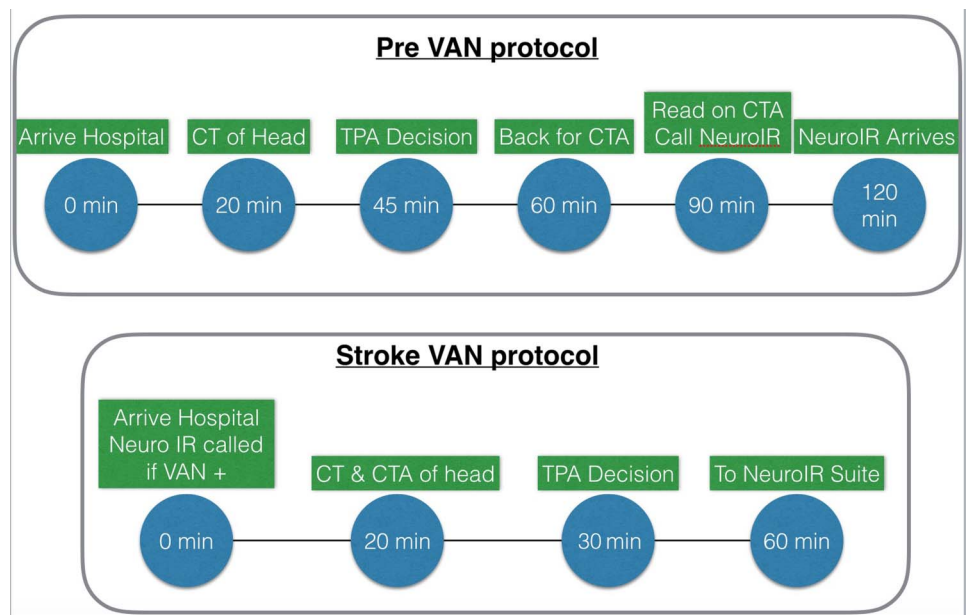 Pre VAN protocol
Arrive Hospital
CT of Head
TPA Decision
Back for CTA
Read on CTA
Call NeuroIR
NeuroIR Arrives
0 min
20 min
45 min
60 min
90 min
120
min
Stroke VAN protocol
Arrive Hospital
Neuro IR called
if VAN +
CT & CTA of head
TPA Decision
To NeuroIR Suite
0 min
20 min
30 min
60 min